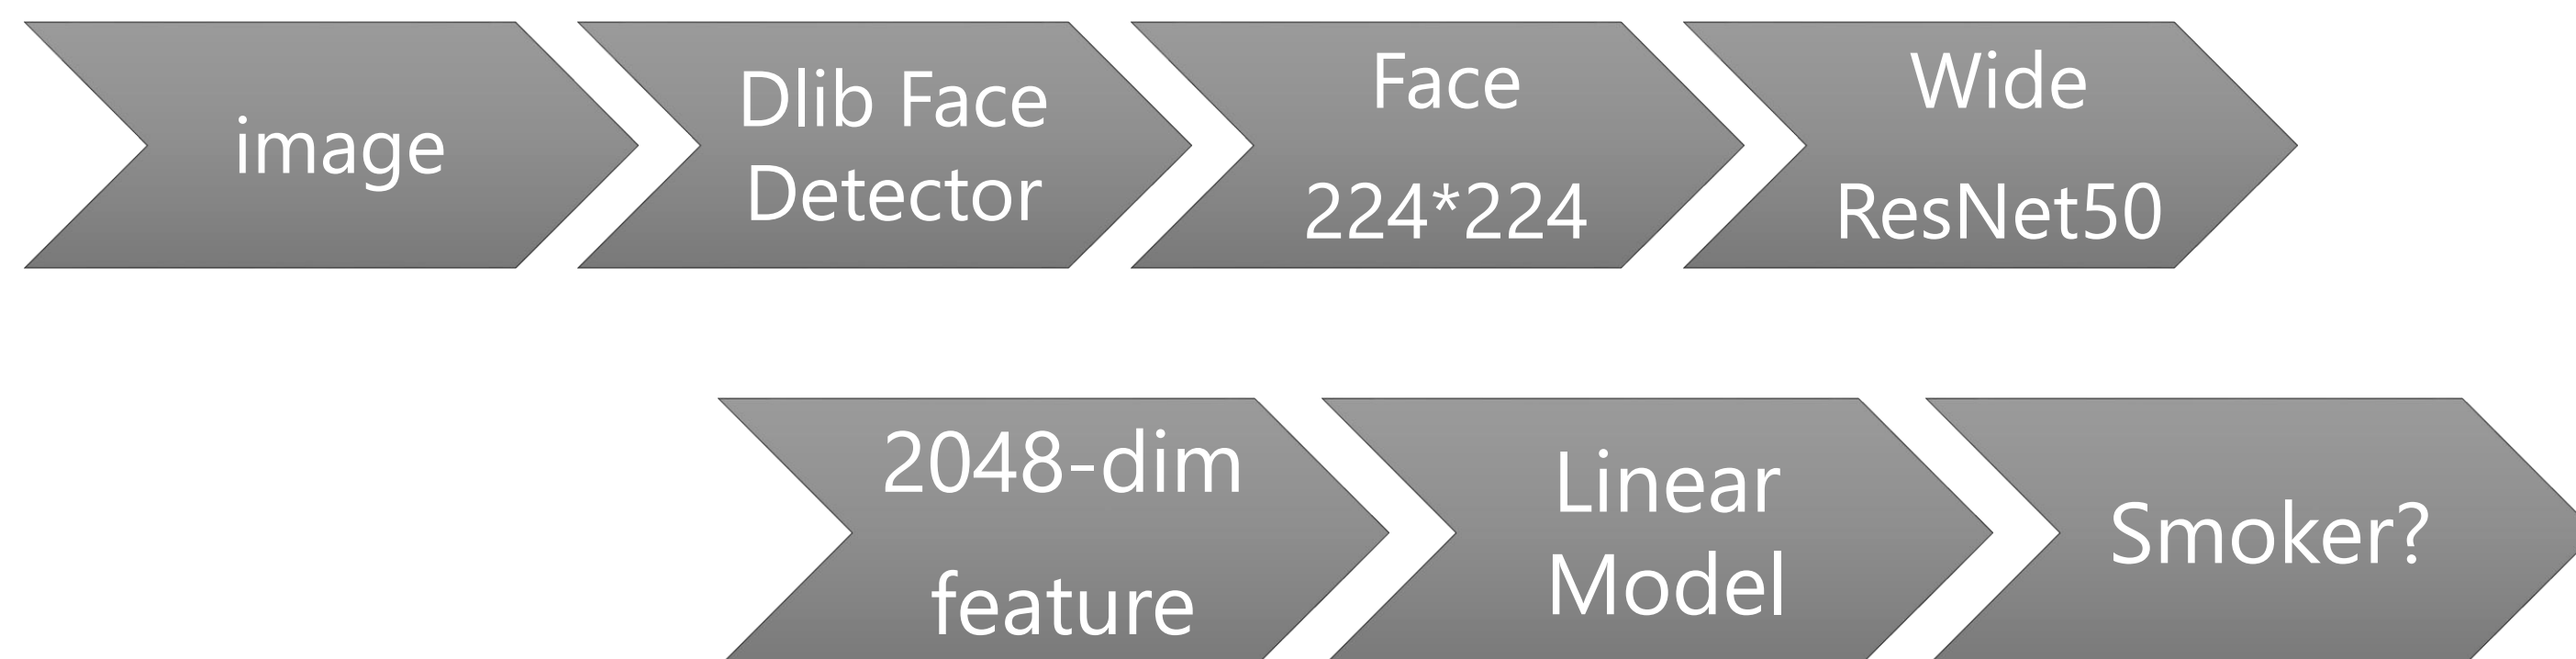 image
Dlib Face
Detector
Face
224*224
Wide
ResNet50
2048-dim
feature
Linear
Model
Smoker?